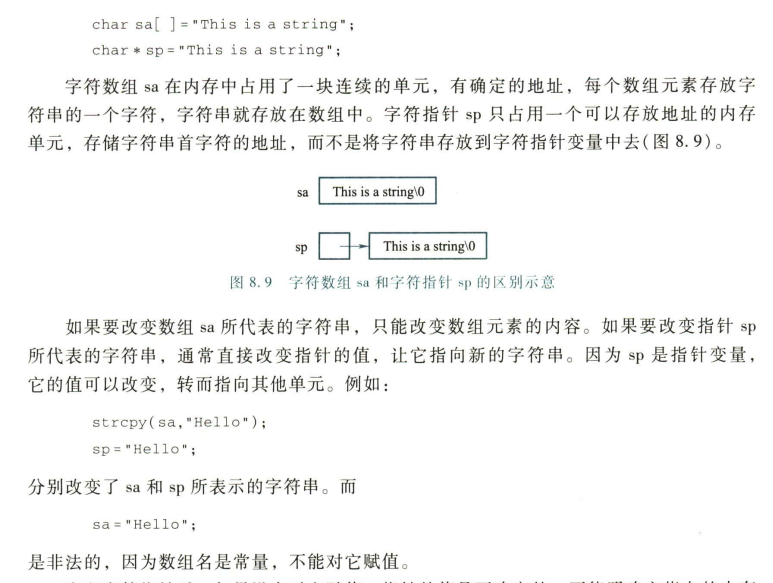 char sa[ ]="This is a string";
char * sp="This is a string";
字符数组 sa 在内存中占用了一块连续的单元，有确定的地址，每个数组元素存放字
符串的一个字符，字符串就存放在数组中。字符指针 sp 只占用一个可以存放地址的内存
单元，存储字符串首字符的地址，而不是将字符串存放到字符指针变量中去(图 8.9)。
sa This is a string\0
sp This is a string\0
图 8.9 字符数组 sa 和字符指针 sp 的区别示意
如果要改变数组 sa 所代表的字符串，只能改变数组元素的内容。如果要改变指针 sp
所代表的字符串，通常直接改变指针的值，让它指向新的字符串。因为 sp 是指针变量，
它的值可以改变，转而指向其他单元。例如：
strcpy(sa,"Hello");
sp="Hello";
分别改变了 sa 和 sp 所表示的字符串。而
sa="Hello";
是非法的，因为数组名是常量，不能对它赋值。